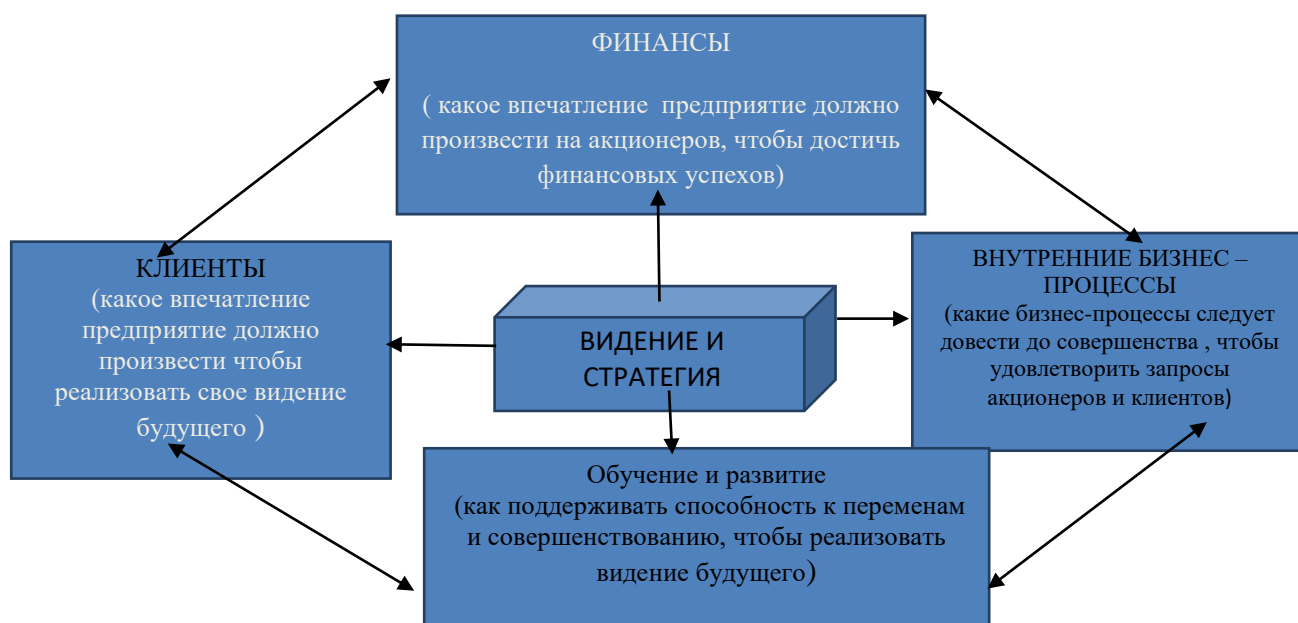 ФИНАНСЫ
( какое впечатление предприятие должно
произвести на акционеров, чтобы достичь
финансовых успехов)
КЛИЕНТЫ
(какое впечатление
предприятие должно
произвести чтобы
реализовать свое видение
будущего )
ВИДЕНИЕ И
СТРАТЕГИЯ
ВНУТРЕННИЕ БИЗНЕС –
ПРОЦЕССЫ
(какие бизнес-процессы следует
довести до совершенства , чтобы
удовлетворить запросы
акционеров и клиентов)
Обучение и развитие
(как поддерживать способность к переменам
и совершенствованию, чтобы реализовать
видение будущего)